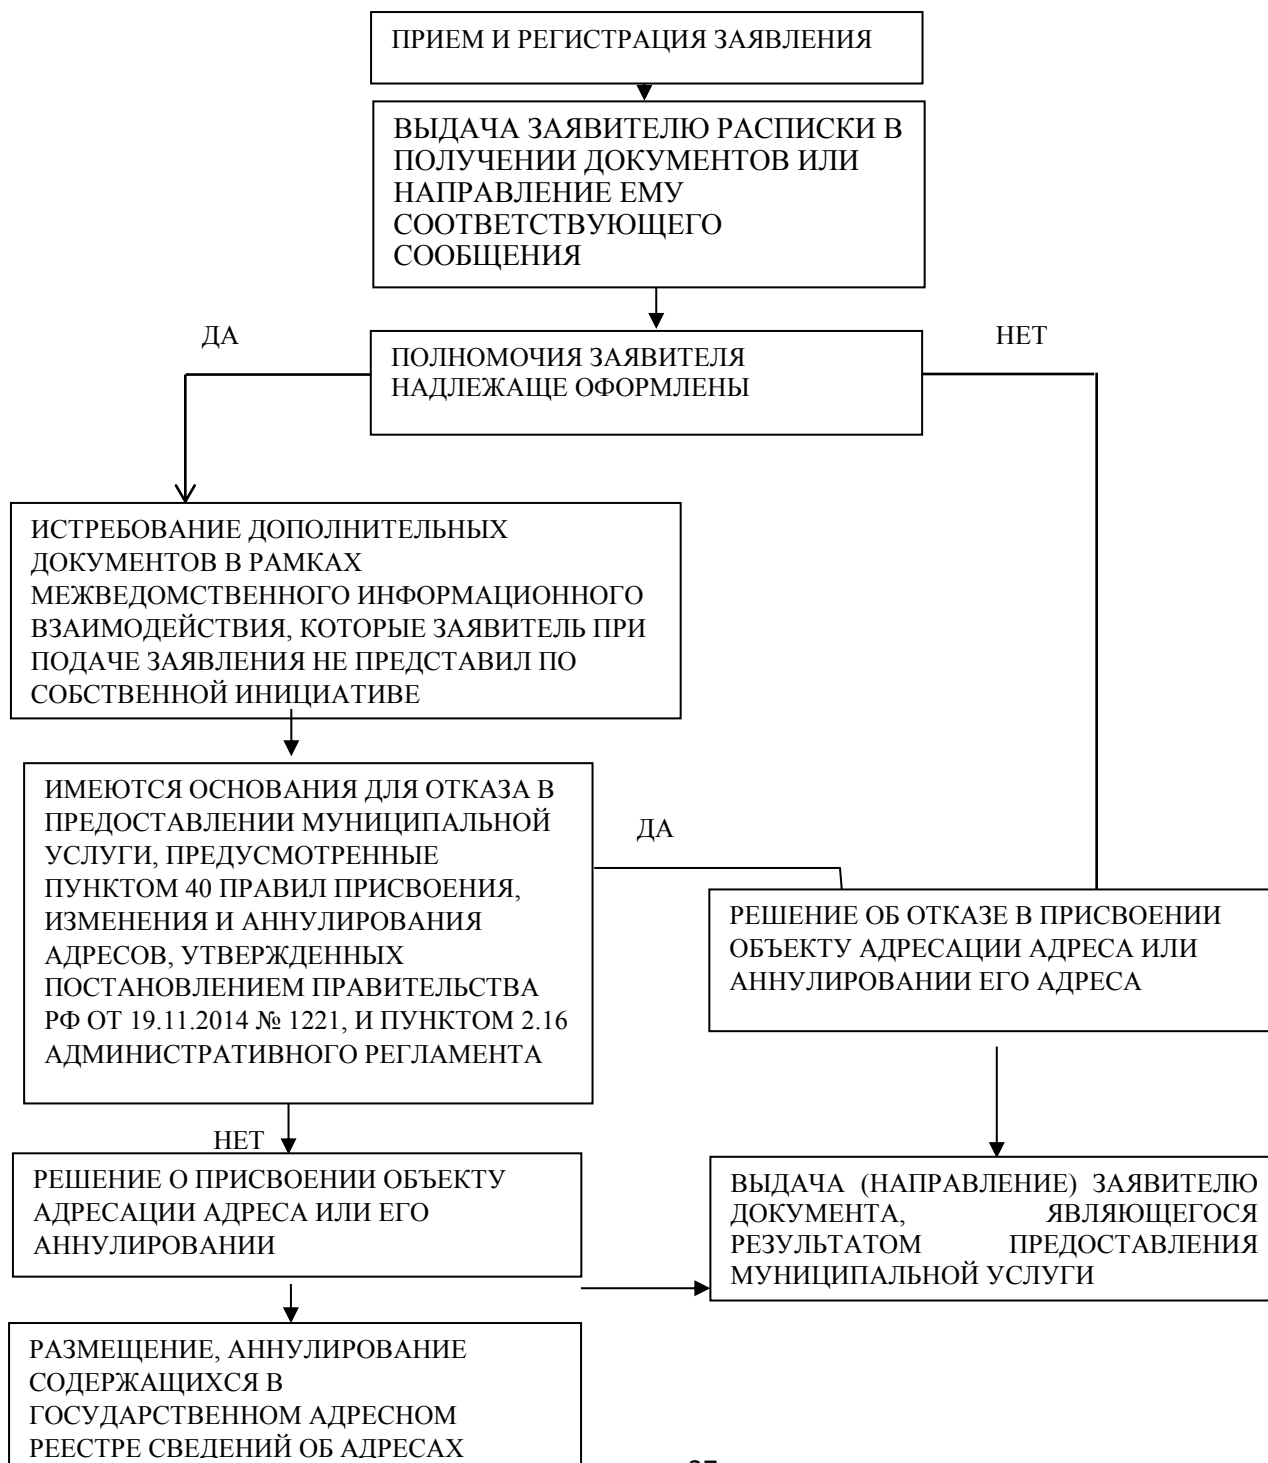 ПРИЕМ И РЕГИСТРАЦИЯ ЗАЯВЛЕНИЯ
ВЫДАЧА ЗАЯВИТЕЛЮ РАСПИСКИ В
ПОЛУЧЕНИИ ДОКУМЕНТОВ ИЛИ
НАПРАВЛЕНИЕ ЕМУ
СООТВЕТСТВУЮЩЕГО
СООБЩЕНИЯ
ДА
НЕТ
ПОЛНОМОЧИЯ ЗАЯВИТЕЛЯ
НАДЛЕЖАЩЕ ОФОРМЛЕНЫ
ИСТРЕБОВАНИЕ ДОПОЛНИТЕЛЬНЫХ
ДОКУМЕНТОВ В РАМКАХ
МЕЖВЕДОМСТВЕННОГО ИНФОРМАЦИОННОГО
ВЗАИМОДЕЙСТВИЯ, КОТОРЫЕ ЗАЯВИТЕЛЬ ПРИ
ПОДАЧЕ ЗАЯВЛЕНИЯ НЕ ПРЕДСТАВИЛ ПО
СОБСТВЕННОЙ ИНИЦИАТИВЕ
ИМЕЮТСЯ ОСНОВАНИЯ ДЛЯ ОТКАЗА В
ПРЕДОСТАВЛЕНИИ МУНИЦИПАЛЬНОЙ
УСЛУГИ, ПРЕДУСМОТРЕННЫЕ
ПУНКТОМ 40 ПРАВИЛ ПРИСВОЕНИЯ,
ИЗМЕНЕНИЯ И АННУЛИРОВАНИЯ
АДРЕСОВ, УТВЕРЖДЕННЫХ
ПОСТАНОВЛЕНИЕМ ПРАВИТЕЛЬСТВА
РФ ОТ 19.11.2014 № 1221, И ПУНКТОМ 2.16
АДМИНИСТРАТИВНОГО РЕГЛАМЕНТА
ДА
РЕШЕНИЕ ОБ ОТКАЗЕ В ПРИСВОЕНИИ
ОБЪЕКТУ АДРЕСАЦИИ АДРЕСА ИЛИ
АННУЛИРОВАНИИ ЕГО АДРЕСА
НЕТ
РЕШЕНИЕ О ПРИСВОЕНИИ ОБЪЕКТУ
АДРЕСАЦИИ АДРЕСА ИЛИ ЕГО
АННУЛИРОВАНИИ
ВЫДАЧА (НАПРАВЛЕНИЕ) ЗАЯВИТЕЛЮ
ДОКУМЕНТА, ЯВЛЯЮЩЕГОСЯ
РЕЗУЛЬТАТОМ ПРЕДОСТАВЛЕНИЯ
МУНИЦИПАЛЬНОЙ УСЛУГИ
РАЗМЕЩЕНИЕ, АННУЛИРОВАНИЕ
СОДЕРЖАЩИХСЯ В
ГОСУДАРСТВЕННОМ АДРЕСНОМ
РЕЕСТРЕ СВЕДЕНИЙ ОБ АДРЕСАХ